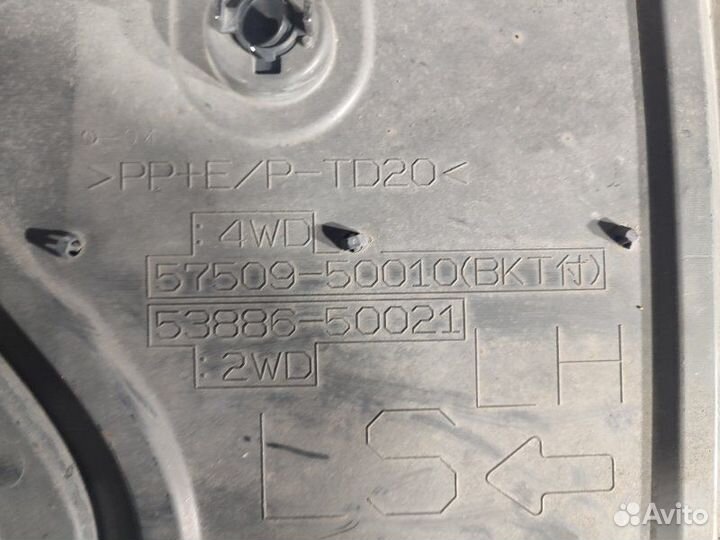 >PP+E/P-TD20<
:4WD
57509-50010(BKT付)
53886-50021
:2WD
LH
LS
Avito